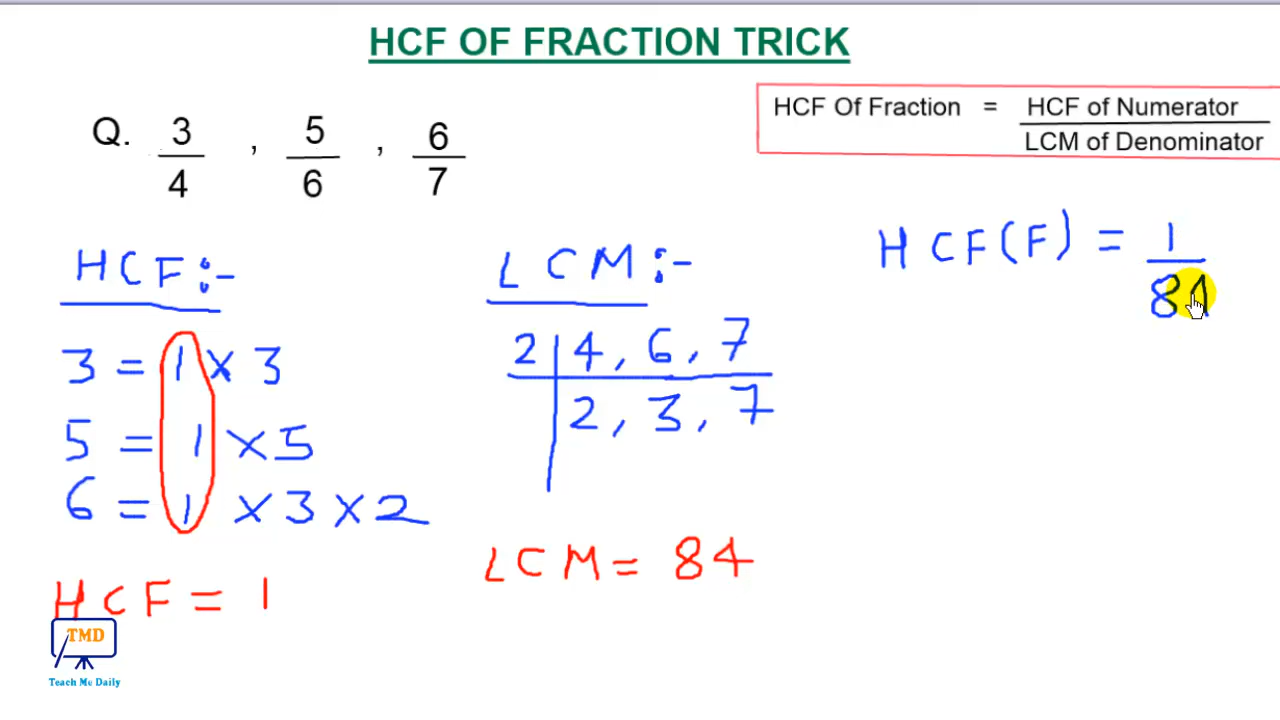 HCF OF FRACTION TRICK
HCF Of Fraction = HCF of Numerator
LCM of Denominator
Q. 3/4 , 5/6 , 6/7
HCF :-
3 = 1 × 3
5 = 1 × 5
6 = 1 × 3 × 2
HCF = 1
LCM :-
2 | 4, 6, 7
2, 3, 7
LCM = 84
HCF(F) = 1/84
TMD
Teach Me Daily